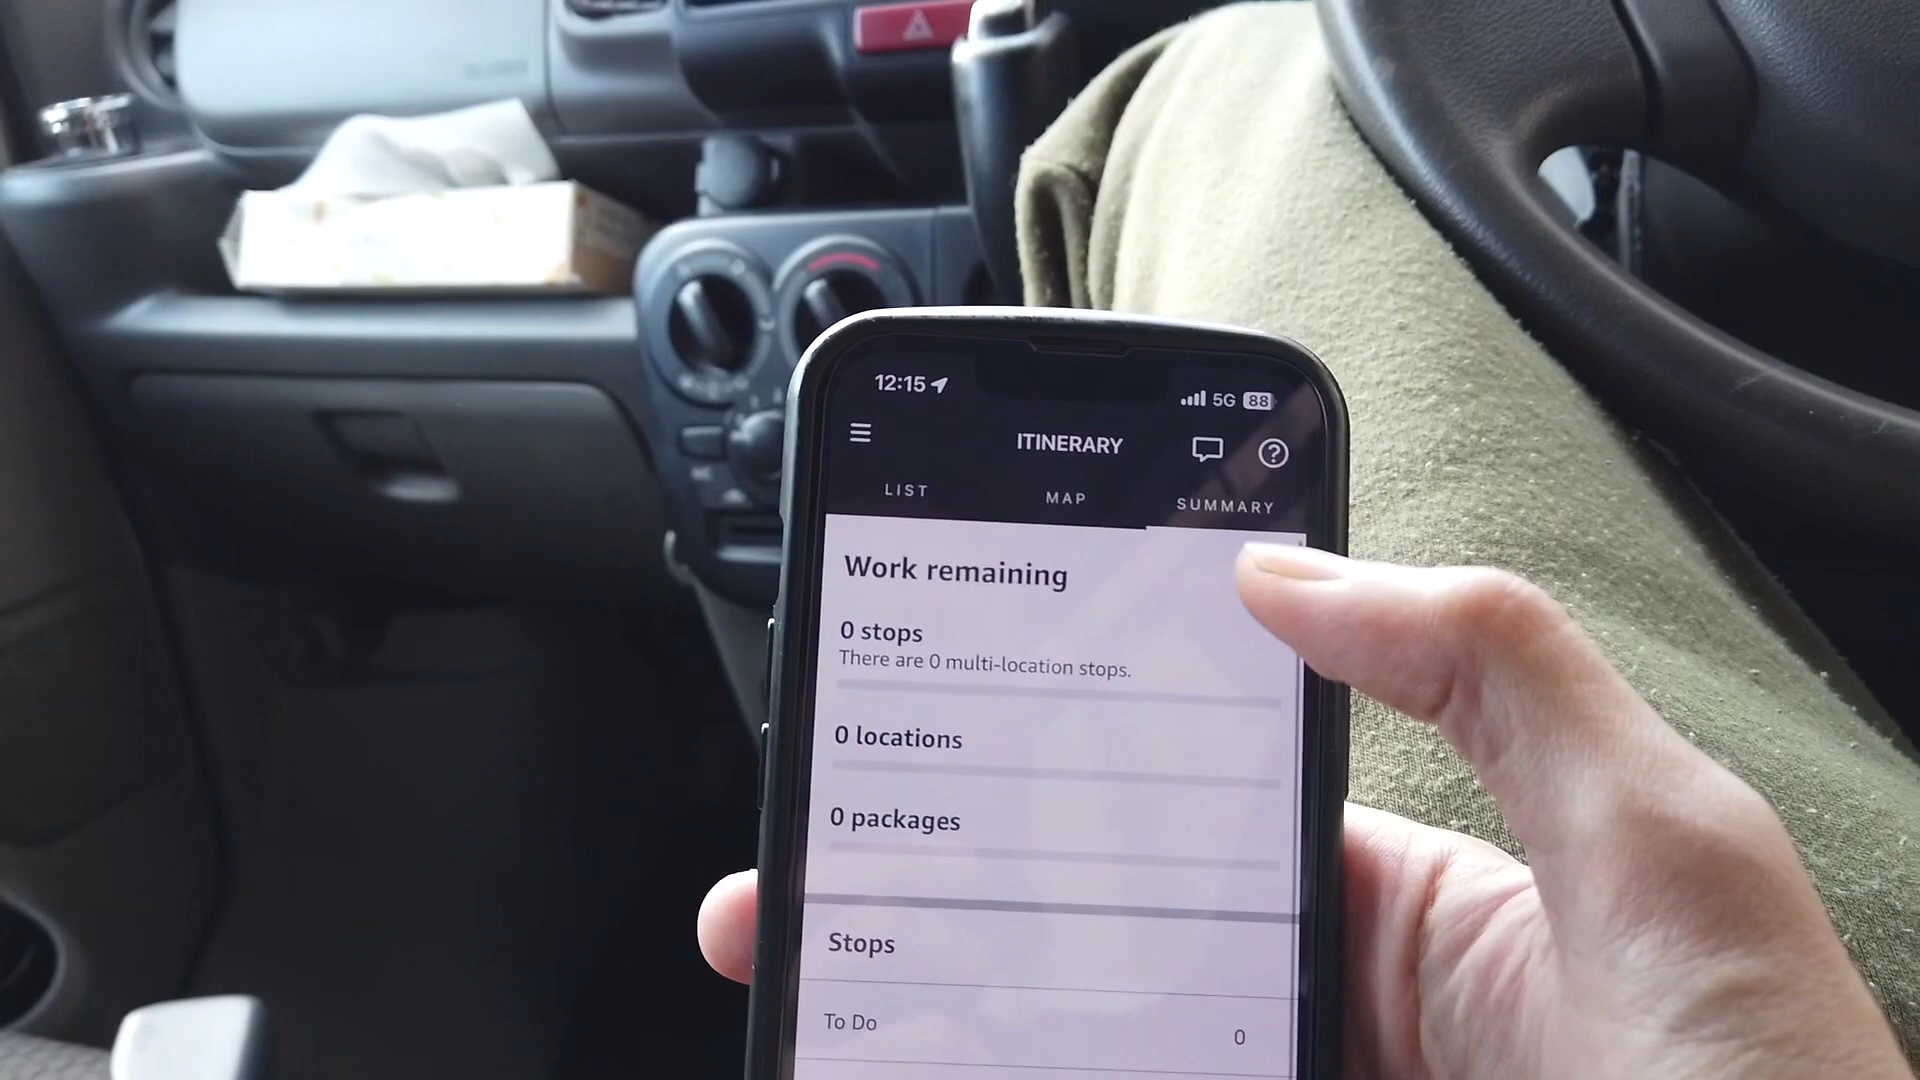 12:15
5G 88
ITINERARY
LIST
MAP
SUMMARY
Work remaining
0 stops
There are 0 multi-location stops.
0 locations
0 packages
Stops
To Do
0